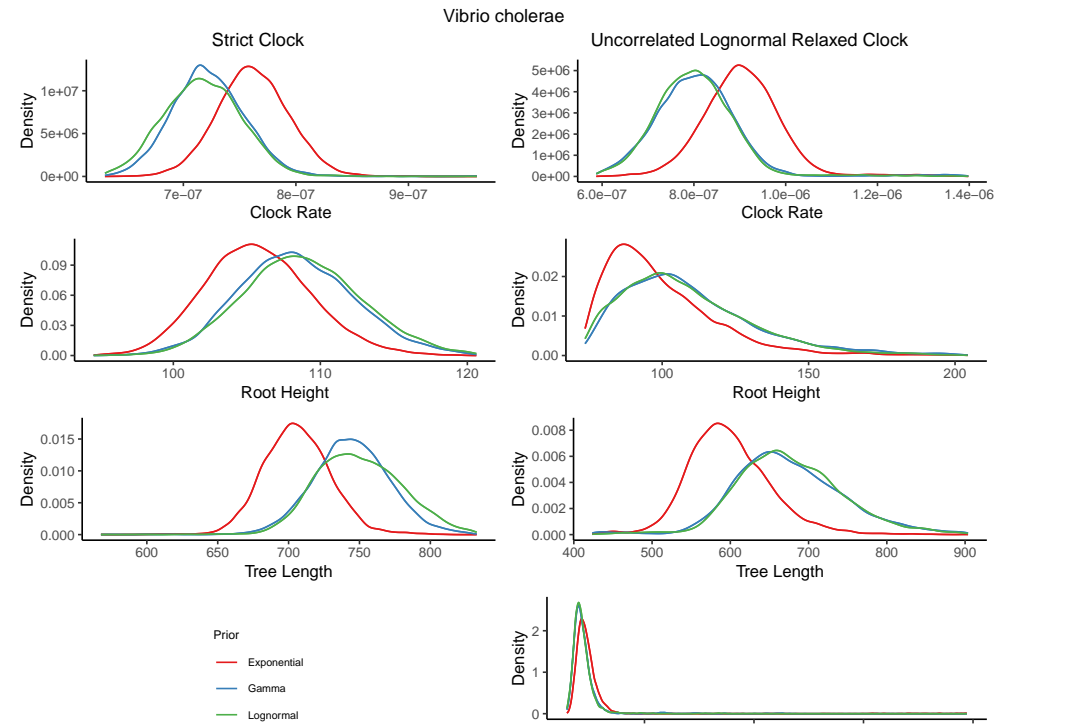 Vibrio cholerae
Strict Clock
Uncorrelated Lognormal Relaxed Clock
Density
1e+07
5e+06
0e+00
7e−07 8e−07 9e−07
Clock Rate
Density
5e+06
4e+06
3e+06
2e+06
1e+06
0e+00
6.0e−07 8.0e−07 1.0e−06 1.2e−06 1.4e−06
Clock Rate
Density
0.09
0.06
0.03
0.00
100 110 120
Root Height
Density
0.02
0.01
0.00
100 150 200
Root Height
Density
0.015
0.010
0.005
0.000
600 650 700 750 800
Tree Length
Density
0.008
0.006
0.004
0.002
0.000
400 500 600 700 800 900
Tree Length
Prior
Exponential
Gamma
Lognormal
Density
2
1
0